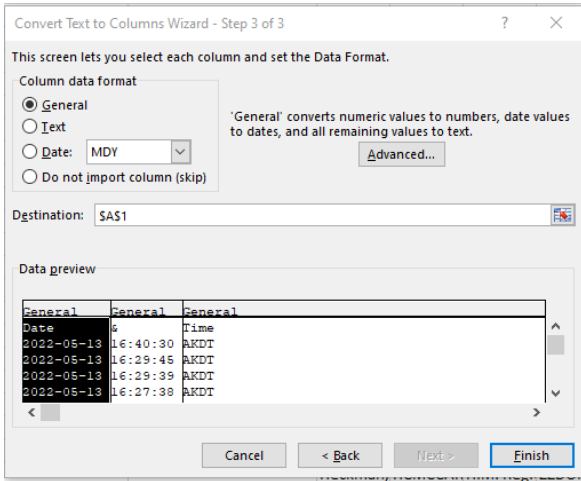 Convert Text to Columns Wizard - Step 3 of 3 ?
This screen lets you select each column and set the Data Format.
Column data format
General
Text
Date: MDY
Do not import column (skip)
'General' converts numeric values to numbers, date values
to dates, and all remaining values to text.
Advanced...
Destination: $A$1
Data preview
General General General
Date & Time
2022-05-13 16:40:30 AKDT
2022-05-13 16:29:45 AKDT
2022-05-13 16:29:39 AKDT
2022-05-13 16:27:38 AKDT
Cancel < Back Next > Finish